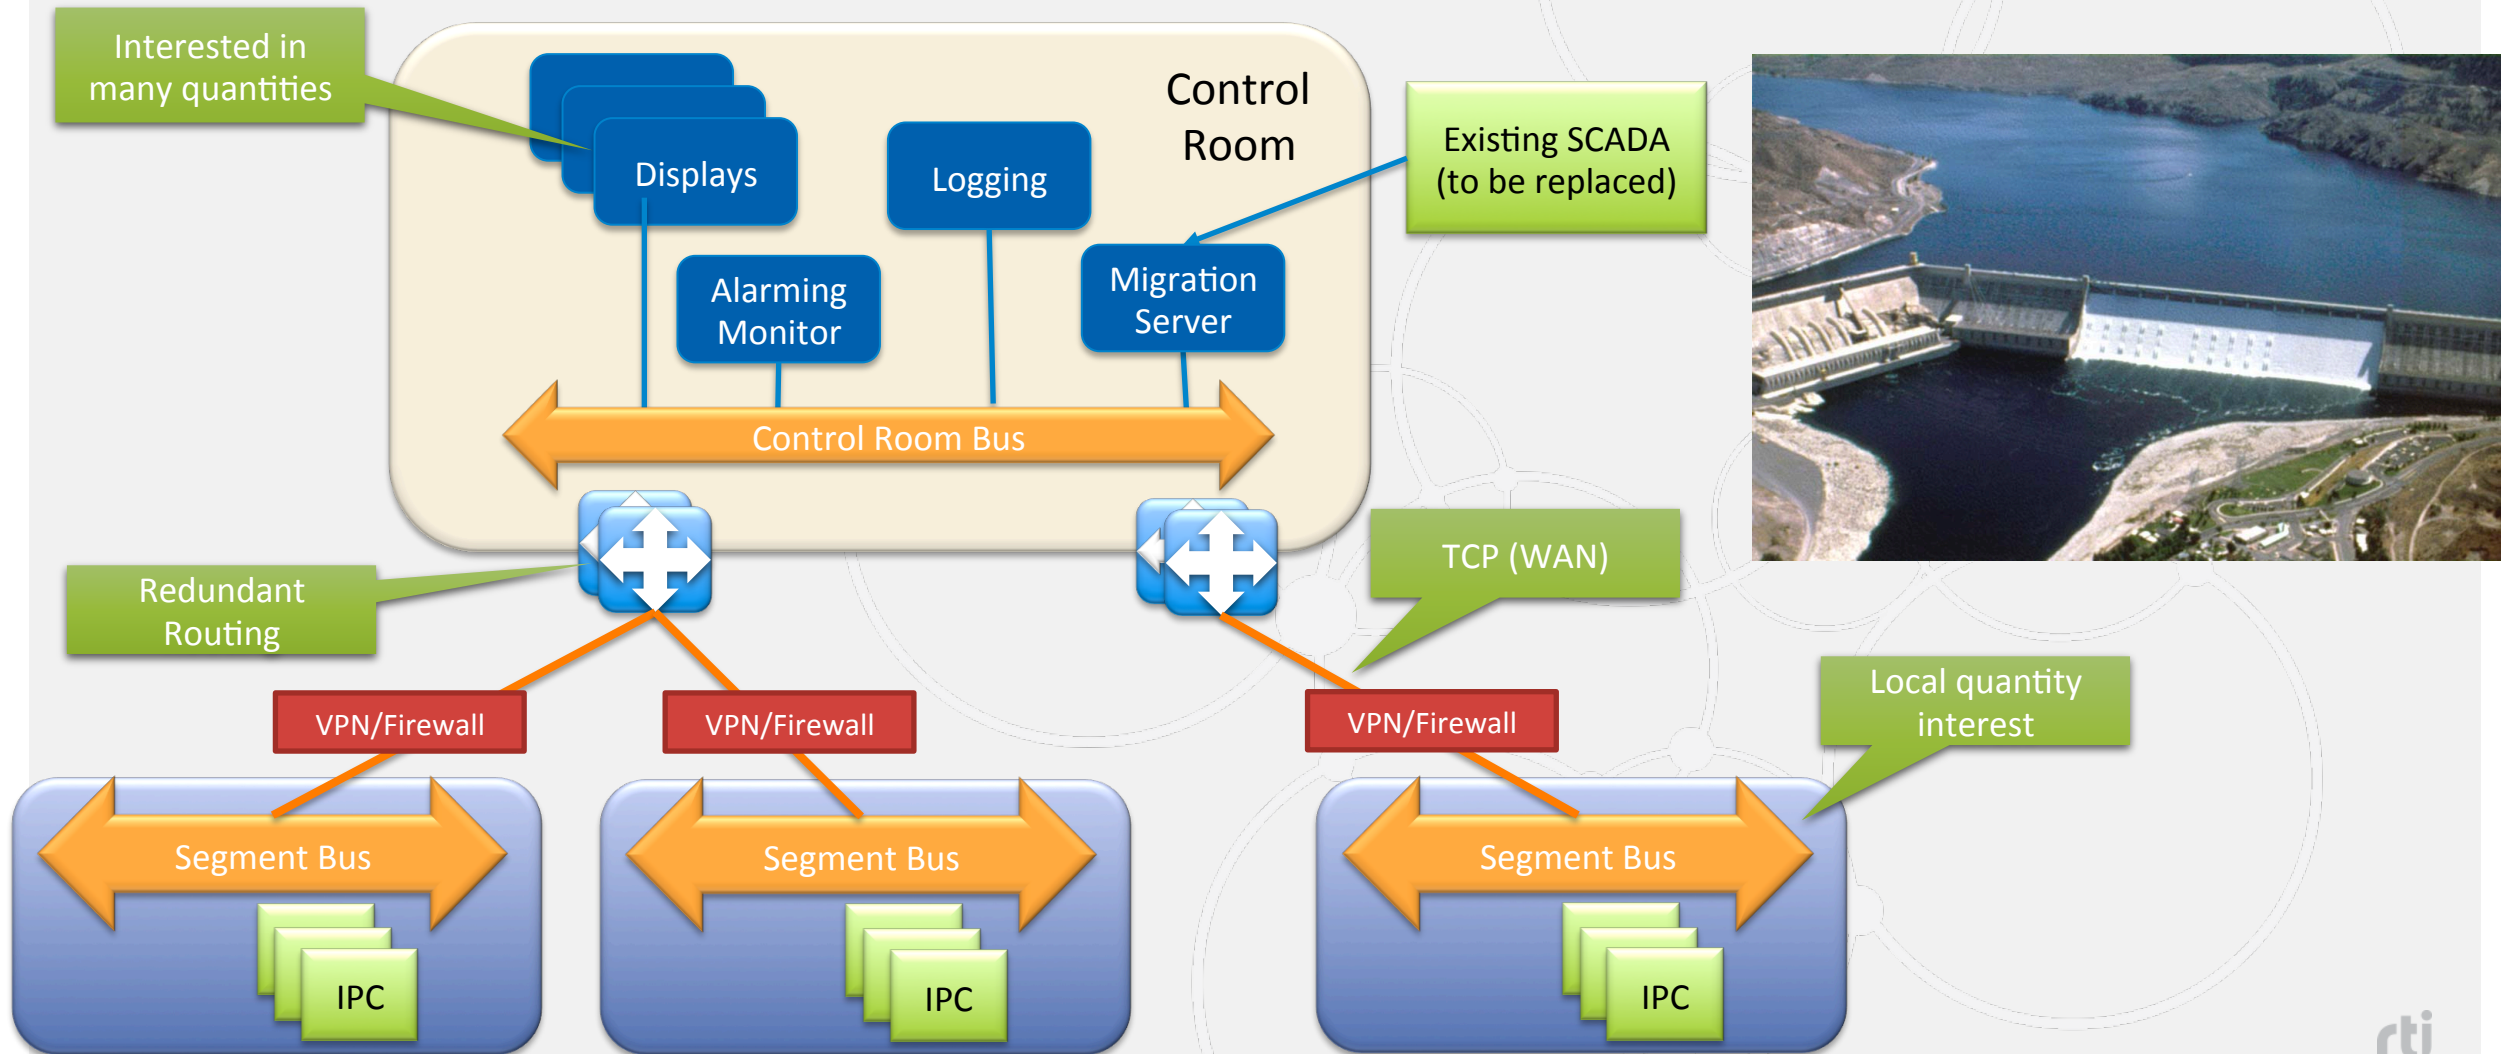 Interested in
many quantities
Control
Room
Displays
Logging
Existing SCADA
(to be replaced)
Alarming
Monitor
Migration
Server
Control Room Bus
Redundant
Routing
TCP (WAN)
VPN/Firewall
VPN/Firewall
VPN/Firewall
Local quantity
interest
Segment Bus
Segment Bus
Segment Bus
IPC
IPC
IPC
rti